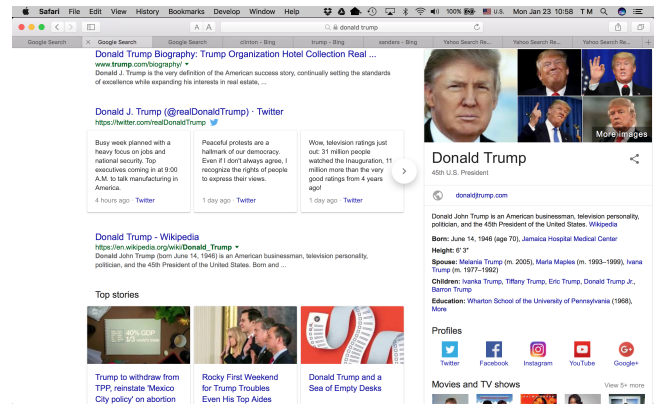 Safari File Edit View History Bookmarks Develop Window Help
100% U.S. Mon Jan 23 10:58 T M
A A donald trump
Google Search Google Search Google Search clinton - Bing trump - Bing sanders - Bing Yahoo Search Re... Yahoo Search Re... Yahoo Search Re...
Donald Trump Biography: Trump Organization Hotel Collection Real ...
www.trump.com/biography/
Donald J. Trump is the very definition of the American success story, continually setting the standards
of excellence while expanding his interests in real estate, ...
Donald J. Trump (@realDonaldTrump) · Twitter
https://twitter.com/realDonaldTrump
Busy week planned with a
heavy focus on jobs and
national security. Top
executives coming in at 9:00
A.M. to talk manufacturing in
America.
4 hours ago · Twitter
Peaceful protests are a
hallmark of our democracy.
Even if I don't always agree, I
recognize the rights of people
to express their views.
1 day ago · Twitter
Wow, television ratings just
out: 31 million people
watched the Inauguration, 11
million more than the very
good ratings from 4 years
ago!
1 day ago · Twitter
Donald Trump - Wikipedia
https://en.wikipedia.org/wiki/Donald_Trump
Donald John Trump (born June 14, 1946) is an American businessman, television personality,
politician, and the 45th President of the United States. Born and ...
Top stories
40% GDP
Trump to withdraw from
TPP, reinstate 'Mexico
City policy' on abortion
Rocky First Weekend
for Trump Troubles
Even His Top Aides
Donald Trump and a
Sea of Empty Desks
More images
Donald Trump
45th U.S. President
donaldjtrump.com
Donald John Trump is an American businessman, television personality,
politician, and the 45th President of the United States. Wikipedia
Born: June 14, 1946 (age 70), Jamaica Hospital Medical Center
Height: 6' 3"
Spouse: Melania Trump (m. 2005), Marla Maples (m. 1993–1999), Ivana
Trump (m. 1977–1992)
Children: Ivanka Trump, Tiffany Trump, Eric Trump, Donald Trump Jr.,
Barron Trump
Education: Wharton School of the University of Pennsylvania (1968),
More
Profiles
Twitter Facebook Instagram YouTube Google+
Movies and TV shows
View 5+ more